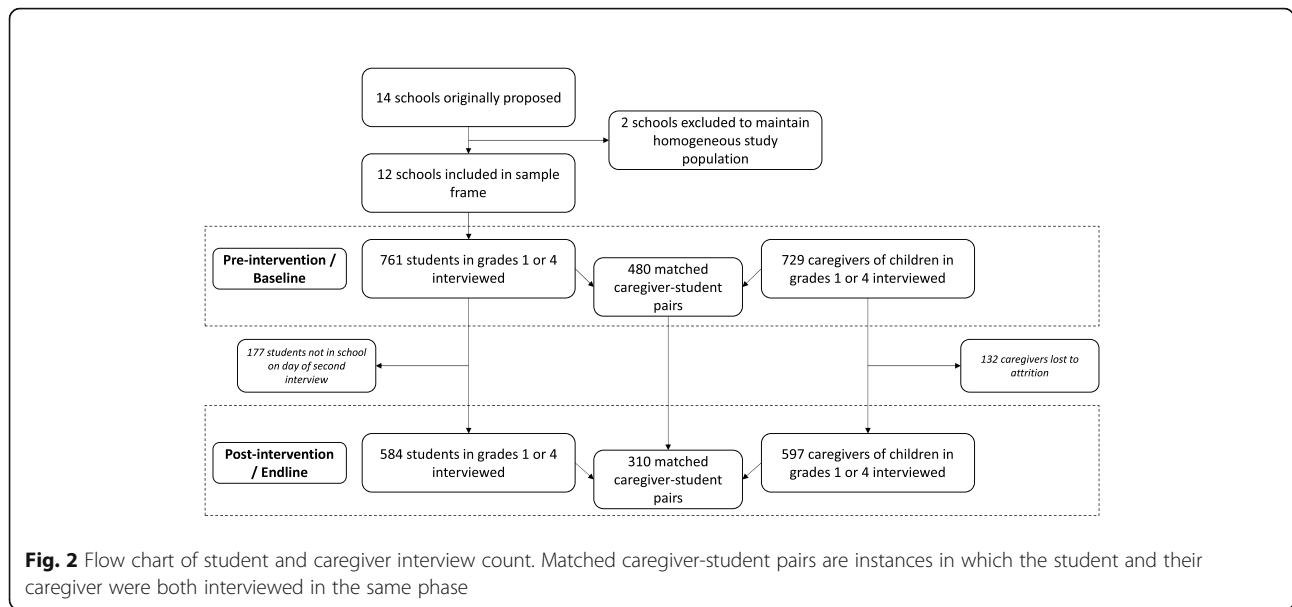 14 schools originally proposed
2 schools excluded to maintain
homogeneous study
population
12 schools included in sample
frame
Pre-intervention /
Baseline
761 students in grades 1 or 4
interviewed
480 matched
caregiver-student
pairs
729 caregivers of children in
grades 1 or 4 interviewed
177 students not in school
on day of second
interview
132 caregivers lost to
attrition
Post-intervention
/ Endline
584 students in grades 1 or 4
interviewed
310 matched
caregiver-student
pairs
597 caregivers of children in
grades 1 or 4 interviewed
Fig. 2 Flow chart of student and caregiver interview count. Matched caregiver-student pairs are instances in which the student and their
caregiver were both interviewed in the same phase